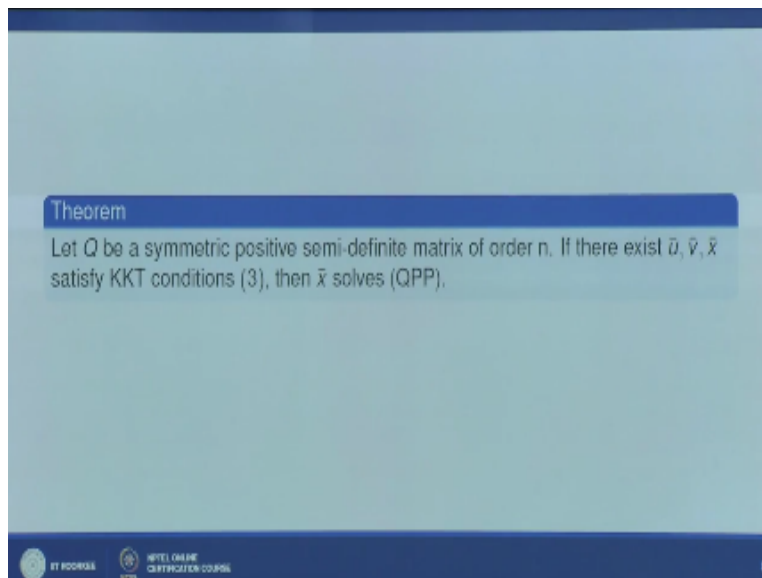 Theorem
Let Q be a symmetric positive semi-definite matrix of order n. If there exist ū, v̄, x̄
satisfy KKT conditions (3), then x̄ solves (QPP).
IIT ROORKEE
NPTEL ONLINE
CERTIFICATION COURSE